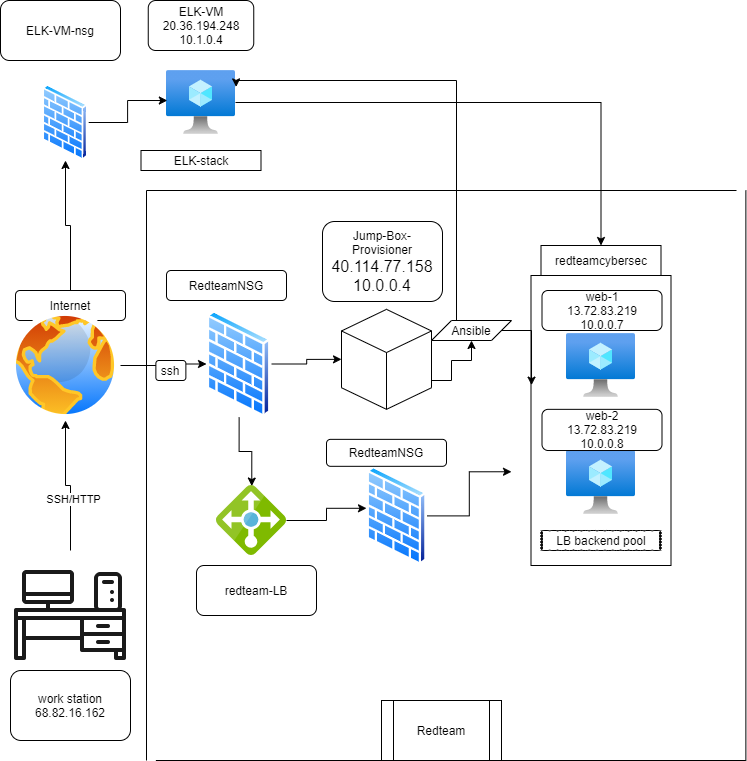 ELK-VM-nsg
ELK-VM
20.36.194.248
10.1.0.4
ELK-stack
Jump-Box-
Provisioner
40.114.77.158
10.0.0.4
redteamcybersec
RedteamNSG
Internet
web-1
13.72.83.219
10.0.0.7
Ansible
ssh
web-2
13.72.83.219
10.0.0.8
RedteamNSG
SSH/HTTP
LB backend pool
redteam-LB
work station
68.82.16.162
Redteam